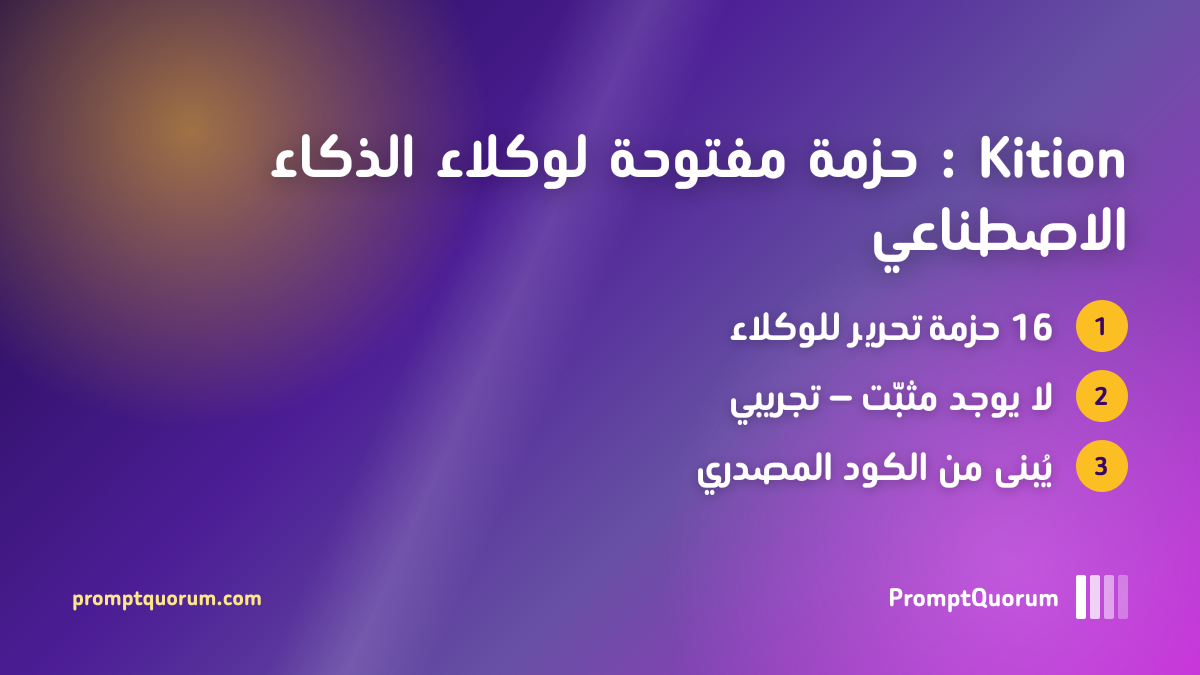 Kition : حزمة مفتوحة لوكلاء الذكاء
الاصطناعي
1 16 حزمة تحرير للوكلاء
2 لا يوجد مثبّت – تجريبي
3 يُبنى من الكود المصدري
PromptQuorum
promptquorum.com